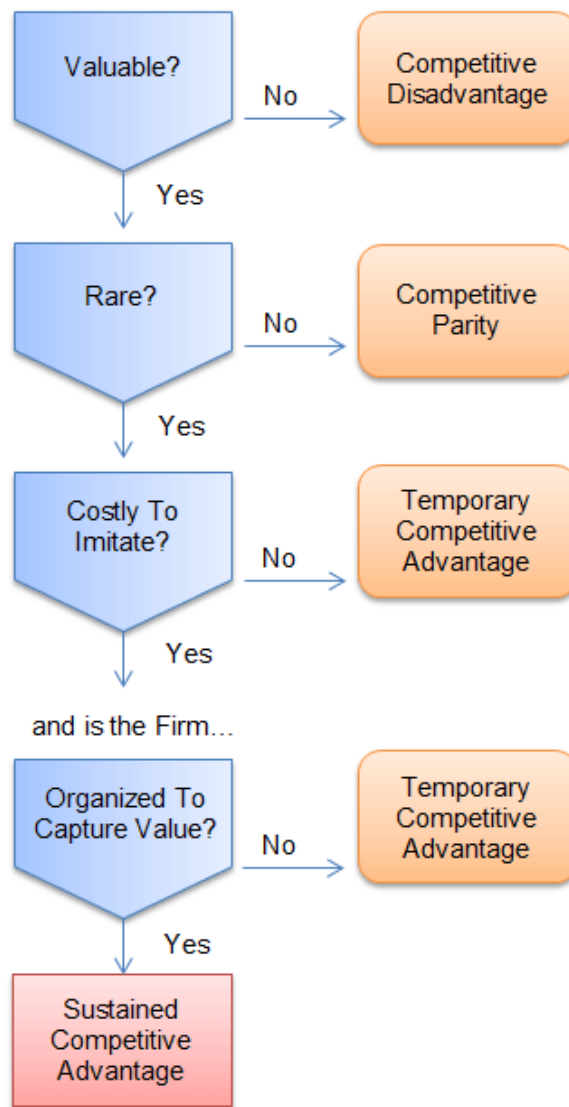 Valuable?
No
Competitive
Disadvantage
Yes
Rare?
No
Competitive
Parity
Yes
Costly To
Imitate?
No
Temporary
Competitive
Advantage
Yes
and is the Firm...
Organized To
Capture Value?
No
Temporary
Competitive
Advantage
Yes
Sustained
Competitive
Advantage